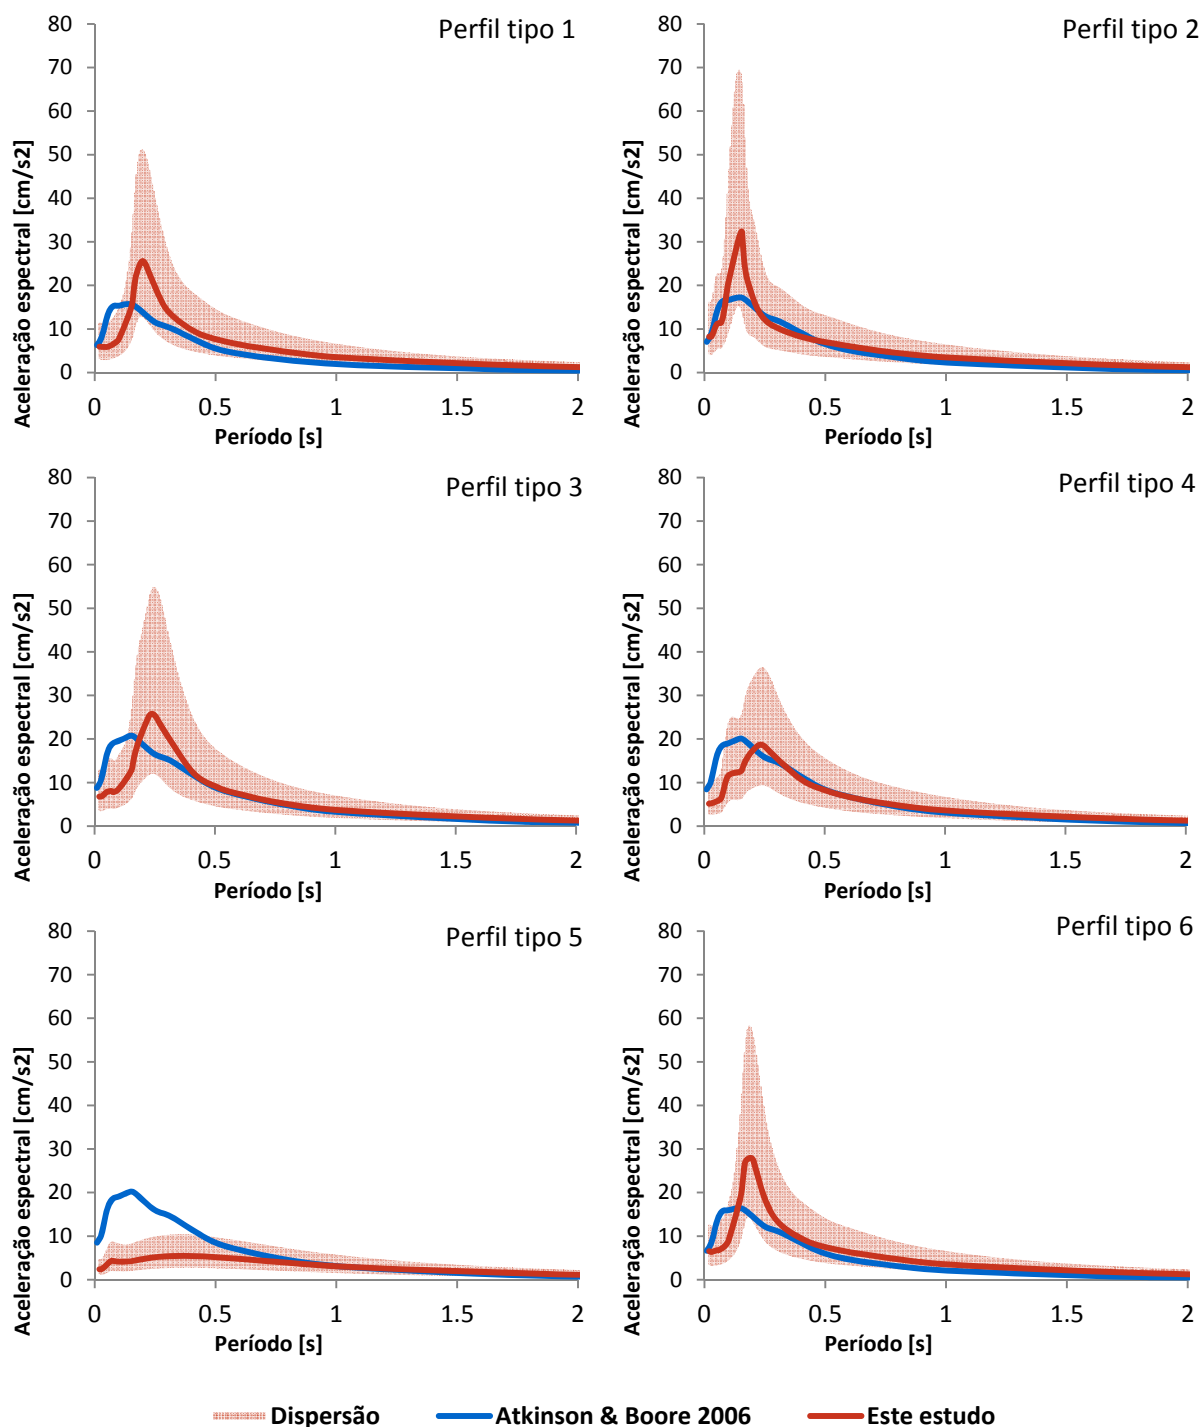 Perfil tipo 1
Aceleração espectral [cm/s2]
80
70
60
50
40
30
20
10
0
0 0.5 1 1.5 2
Período [s]
Perfil tipo 2
Aceleração espectral [cm/s2]
80
70
60
50
40
30
20
10
0
0 0.5 1 1.5 2
Período [s]
Perfil tipo 3
Aceleração espectral [cm/s2]
80
70
60
50
40
30
20
10
0
0 0.5 1 1.5 2
Período [s]
Perfil tipo 4
Aceleração espectral [cm/s2]
80
70
60
50
40
30
20
10
0
0 0.5 1 1.5 2
Período [s]
Perfil tipo 5
Aceleração espectral [cm/s2]
80
70
60
50
40
30
20
10
0
0 0.5 1 1.5 2
Período [s]
Perfil tipo 6
Aceleração espectral [cm/s2]
80
70
60
50
40
30
20
10
0
0 0.5 1 1.5 2
Período [s]
Dispersão Atkinson & Boore 2006 Este estudo